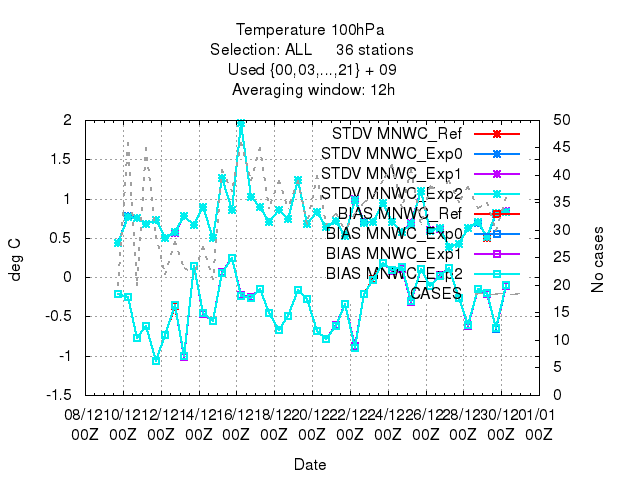 Temperature 100hPa
Selection: ALL 36 stations
Used {00,03,...,21} + 09
Averaging window: 12h
STDV MNWC_Ref
STDV MNWC_Exp0
STDV MNWC_Exp1
STDV MNWC_Exp2
BIAS MNWC_Ref
BIAS MNWC_Exp0
BIAS MNWC_Exp1
BIAS MNWC_Exp2
CASES
2
1.5
1
0.5
0
-0.5
-1
-1.5
deg C
50
45
40
35
30
25
20
15
10
5
0
No cases
08/12 10/12 12/12 14/12 16/12 18/12 20/12 22/12 24/12 26/12 28/12 30/12 01/01
00Z 00Z 00Z 00Z 00Z 00Z 00Z 00Z 00Z 00Z 00Z 00Z 00Z
Date